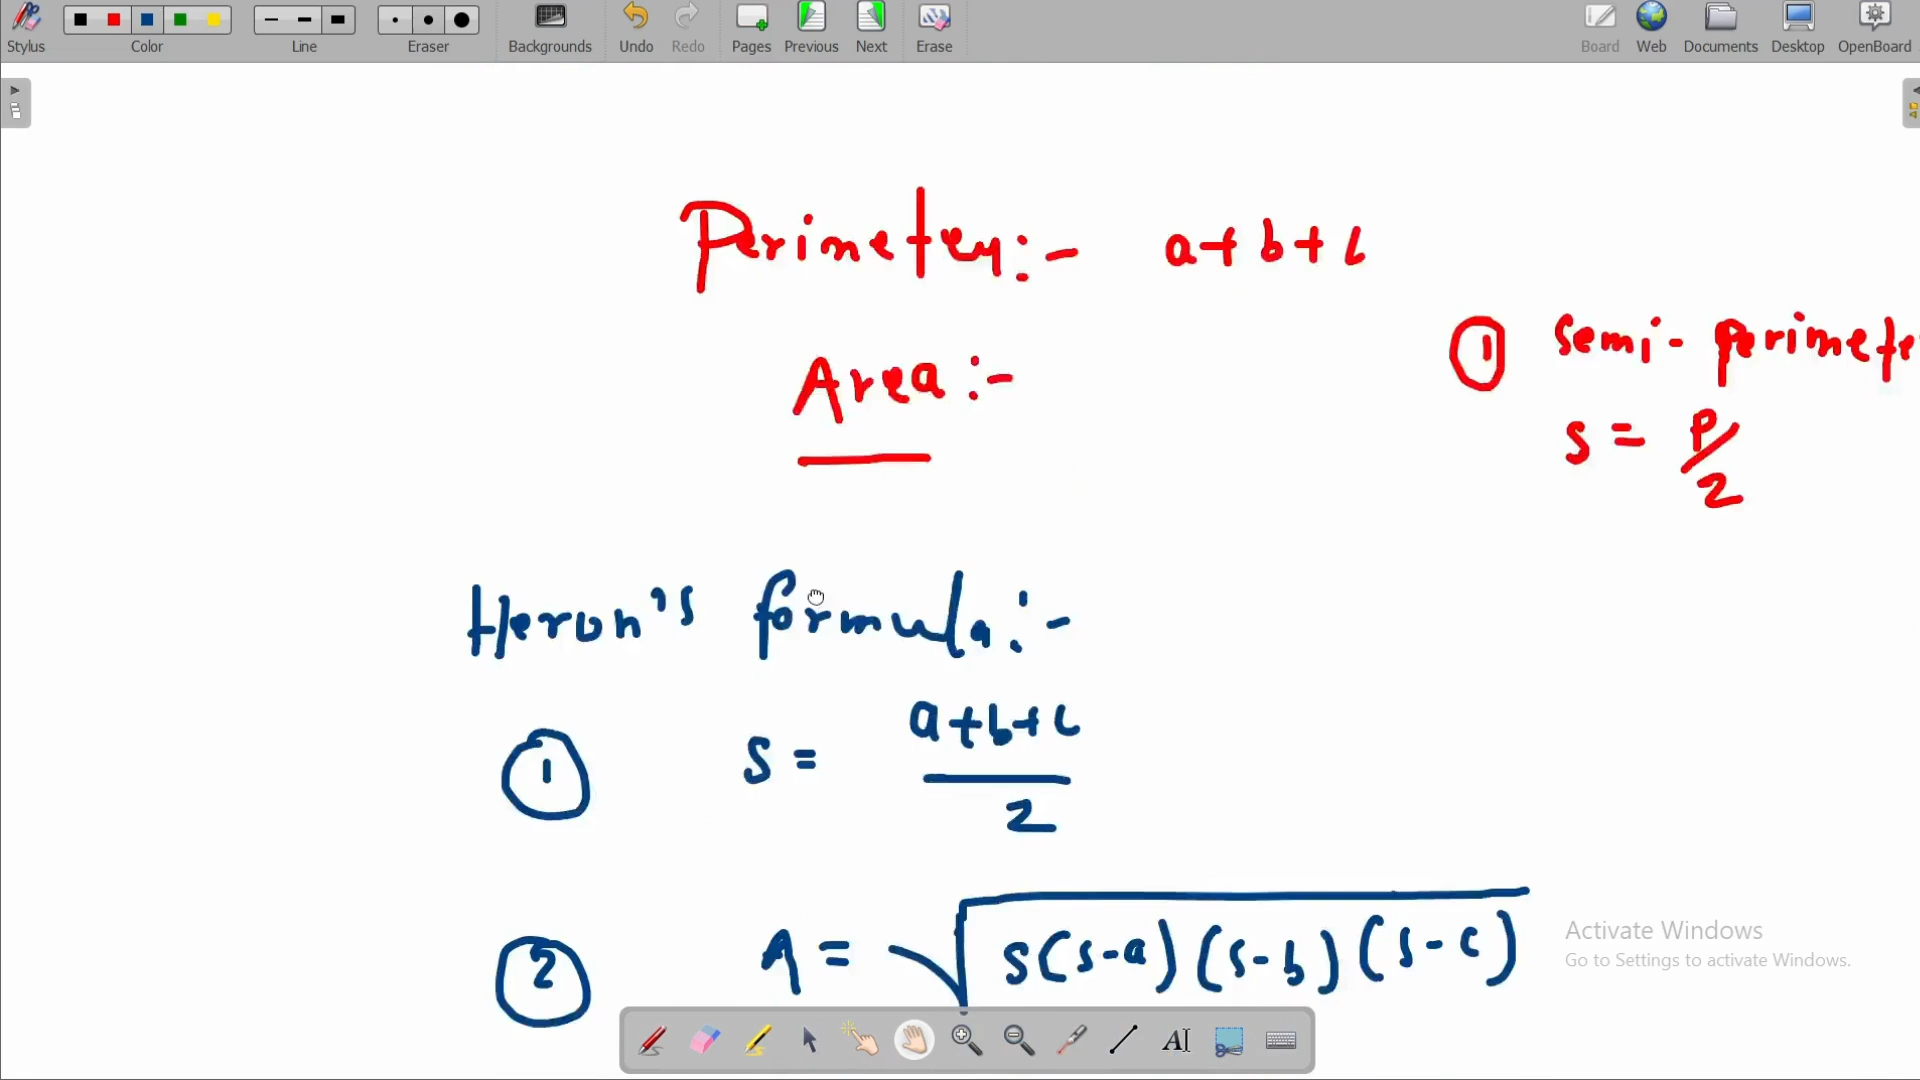 Stylus Color Line Eraser Backgrounds Undo Redo Pages Previous Next Erase Board Web Documents Desktop OpenBoard
Perimeter:- a+b+c
Area:-
① semi-perimete
s = P/2
Heron's formula:-
① S = a+b+c
2
② A = √s(s-a)(s-b)(s-c)
Activate Windows
Go to Settings to activate Windows.